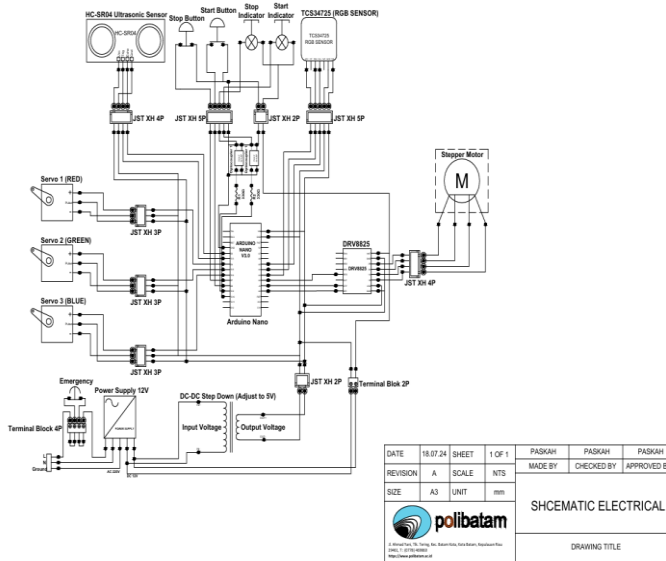 HC-SR04 Ultrasonic Sensor
HC-SR04
Stop Button
Start Button
Stop
Indicator
Start
Indicator
TCS34725 (RGB SENSOR)
TCS34725
RGB SENSOR
JST XH 4P
JST XH 5P
JST XH 2P
JST XH 5P
Stepper Motor
M
Servo 1 (RED)
JST XH 3P
Servo 2 (GREEN)
JST XH 3P
ARDUINO
NANO
V3.0
Arduino Nano
DRV8825
DRV8825
JST XH 4P
Servo 3 (BLUE)
JST XH 3P
JST XH 2P
Terminal Blok 2P
Emergency
Power Supply 12V
POWER SUPPLY
DC-DC Step Down (Adjust to 5V)
Input Voltage
Output Voltage
Terminal Block 4P
L
N
Ground
AC 220V
DATE 18.07.24 SHEET 1 OF 1 PASKAH PASKAH PASKAH
REVISION A SCALE NTS MADE BY CHECKED BY APPROVED B
SIZE A3 UNIT mm
SHCEMATIC ELECTRICAL
polibatam
DRAWING TITLE